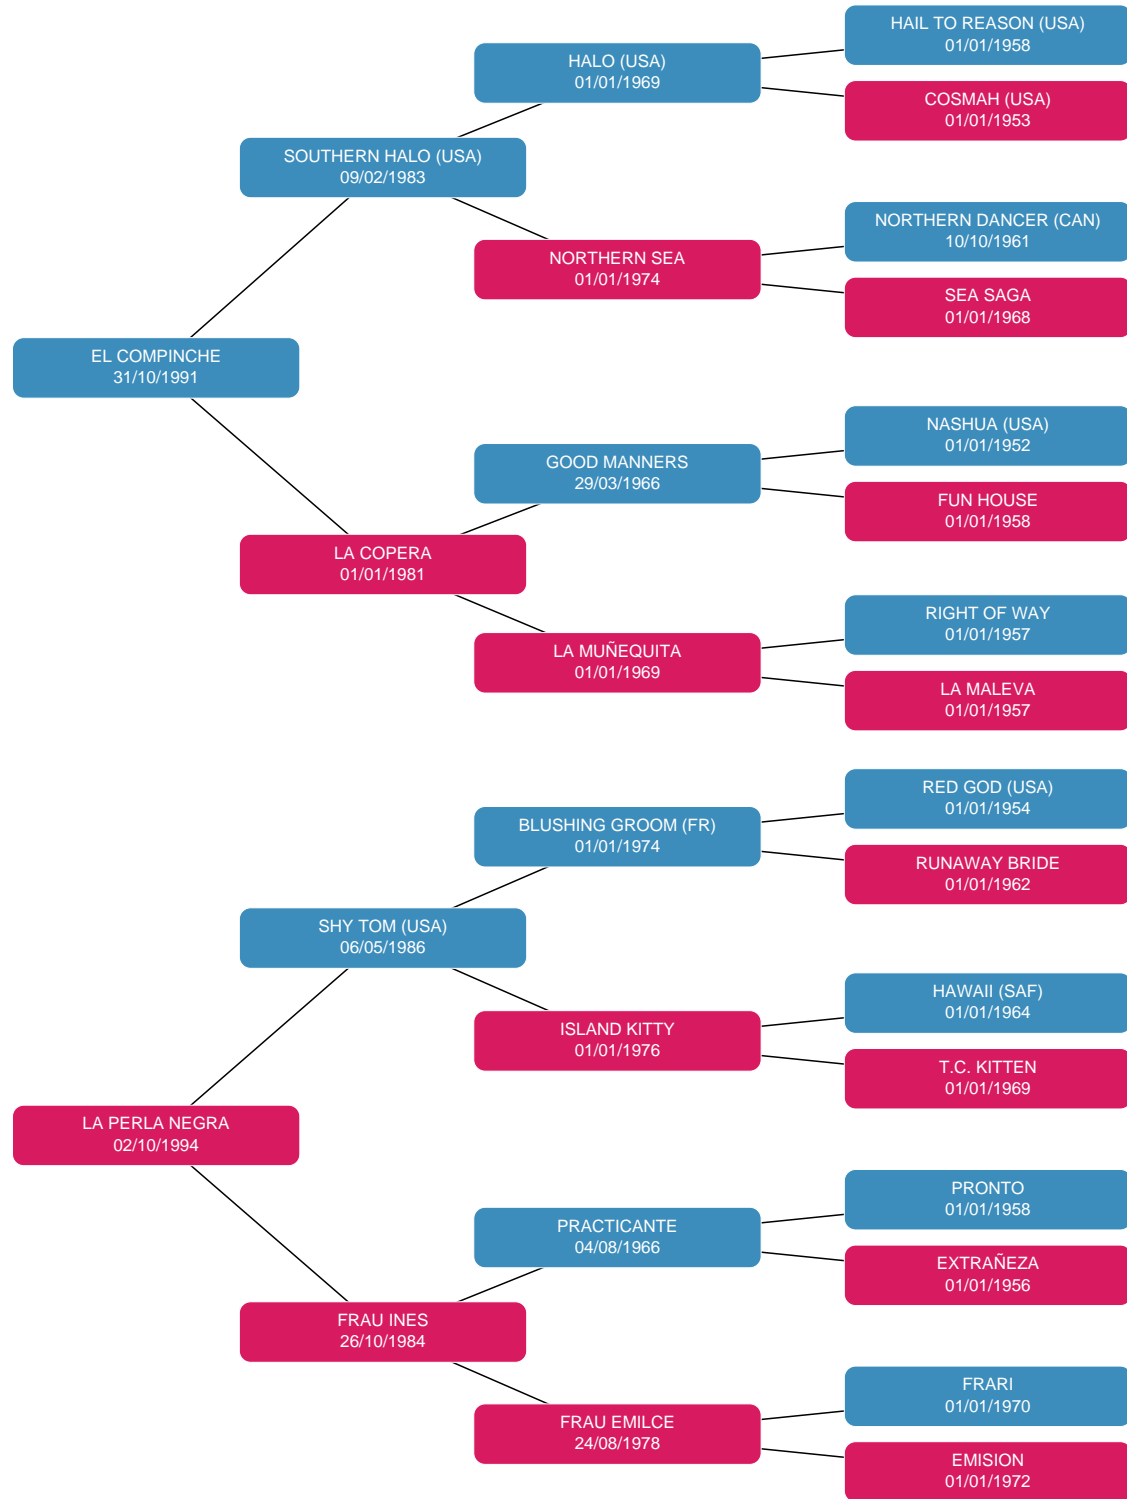 HAIL TO REASON (USA)
01/01/1958
HALO (USA)
01/01/1969
COSMAH (USA)
01/01/1953
SOUTHERN HALO (USA)
09/02/1983
NORTHERN DANCER (CAN)
10/10/1961
NORTHERN SEA
01/01/1974
SEA SAGA
01/01/1968
EL COMPINCHE
31/10/1991
NASHUA (USA)
01/01/1952
GOOD MANNERS
29/03/1966
FUN HOUSE
01/01/1958
LA COPERA
01/01/1981
RIGHT OF WAY
01/01/1957
LA MUÑEQUITA
01/01/1969
LA MALEVA
01/01/1957
RED GOD (USA)
01/01/1954
BLUSHING GROOM (FR)
01/01/1974
RUNAWAY BRIDE
01/01/1962
SHY TOM (USA)
06/05/1986
HAWAII (SAF)
01/01/1964
ISLAND KITTY
01/01/1976
T.C. KITTEN
01/01/1969
LA PERLA NEGRA
02/10/1994
PRONTO
01/01/1958
PRACTICANTE
04/08/1966
EXTRAÑEZA
01/01/1956
FRAU INES
26/10/1984
FRARI
01/01/1970
FRAU EMILCE
24/08/1978
EMISION
01/01/1972